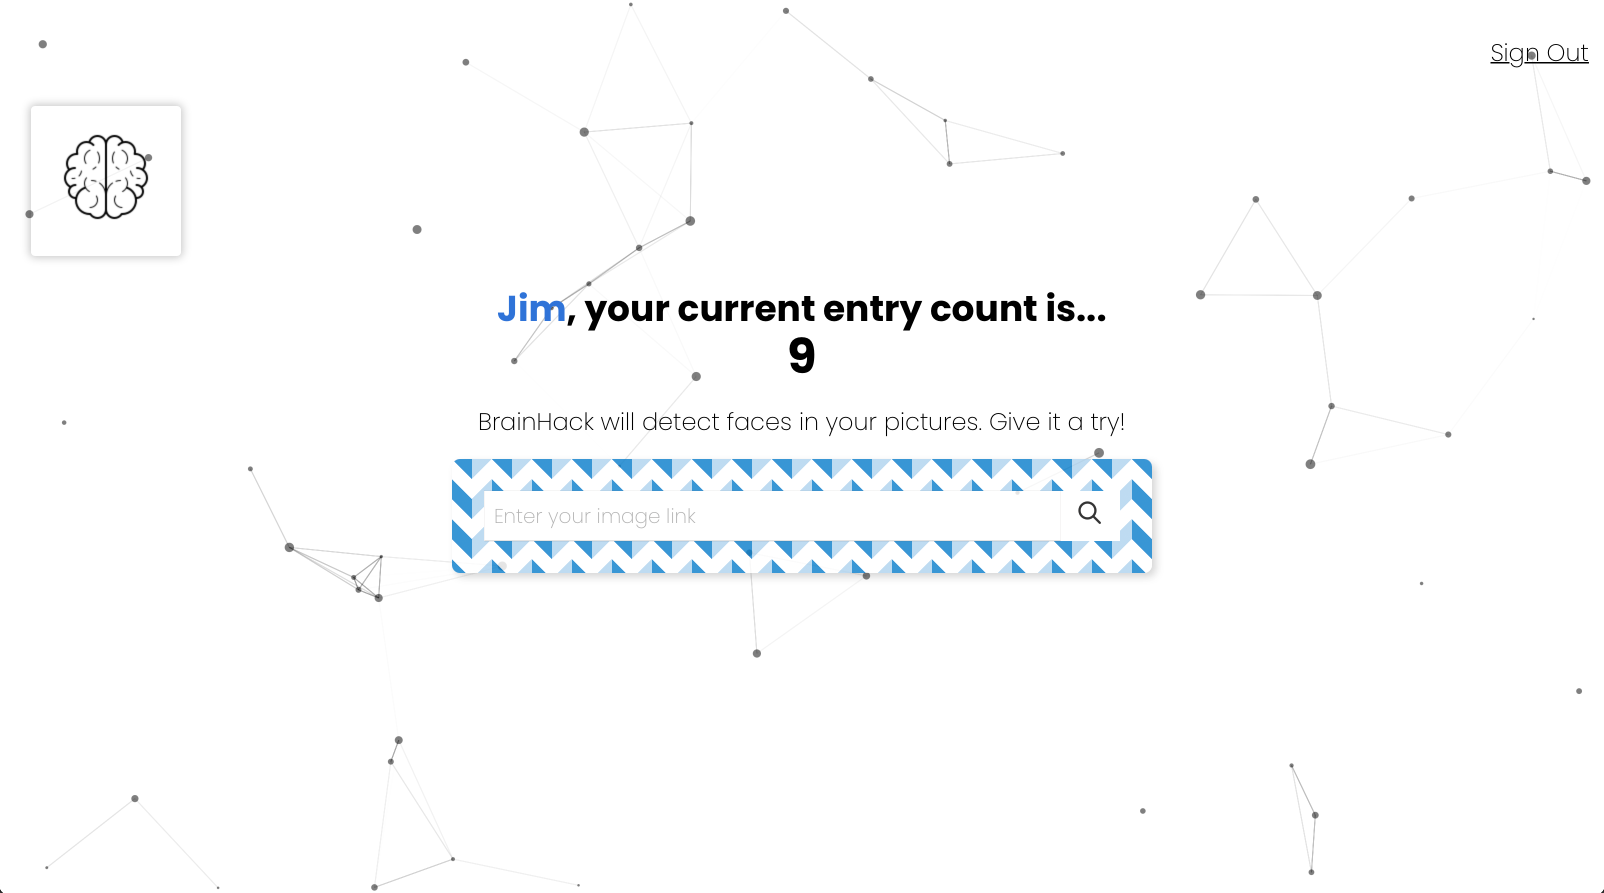 Sign Out
Jim, your current entry count is...
9
BrainHack will detect faces in your pictures. Give it a try!
Enter your image link